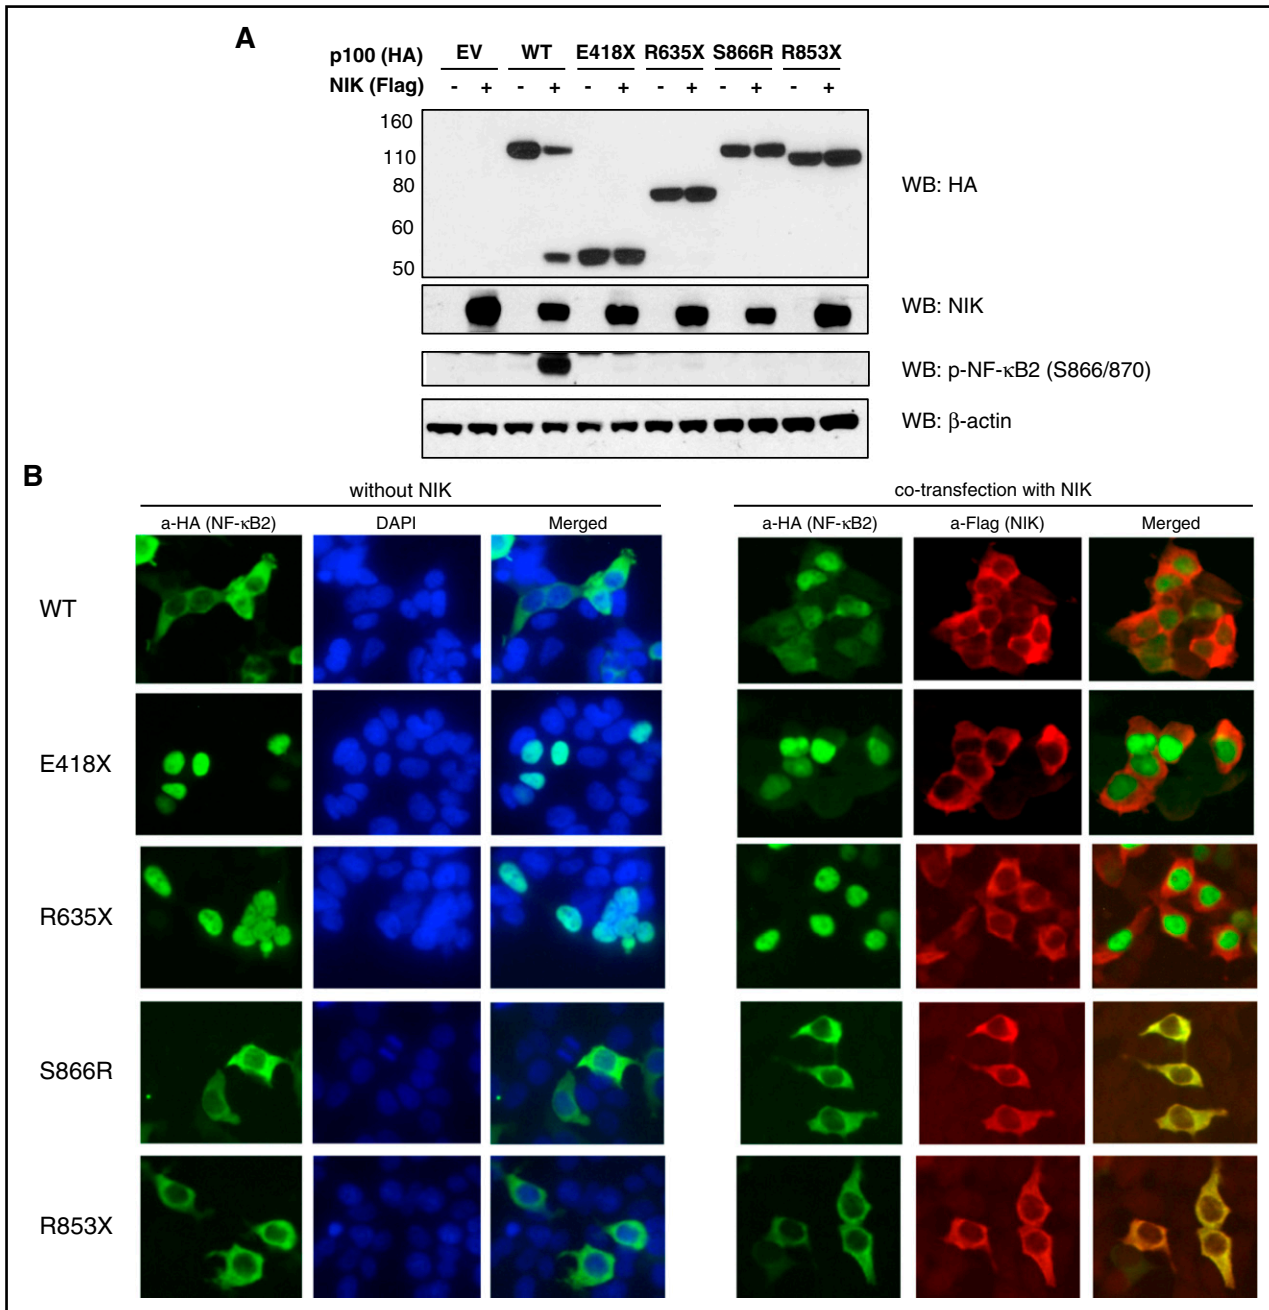 A
p100 (HA) EV WT E418X R635X S866R R853X
NIK (Flag) - + - + - + - + - + - +
160
110
80
60
50
WB: HA
WB: NIK
WB: p-NF-κB2 (S866/870)
WB: β-actin
B
without NIK
co-transfection with NIK
a-HA (NF-κB2) DAPI Merged
a-HA (NF-κB2) a-Flag (NIK) Merged
WT
E418X
R635X
S866R
R853X